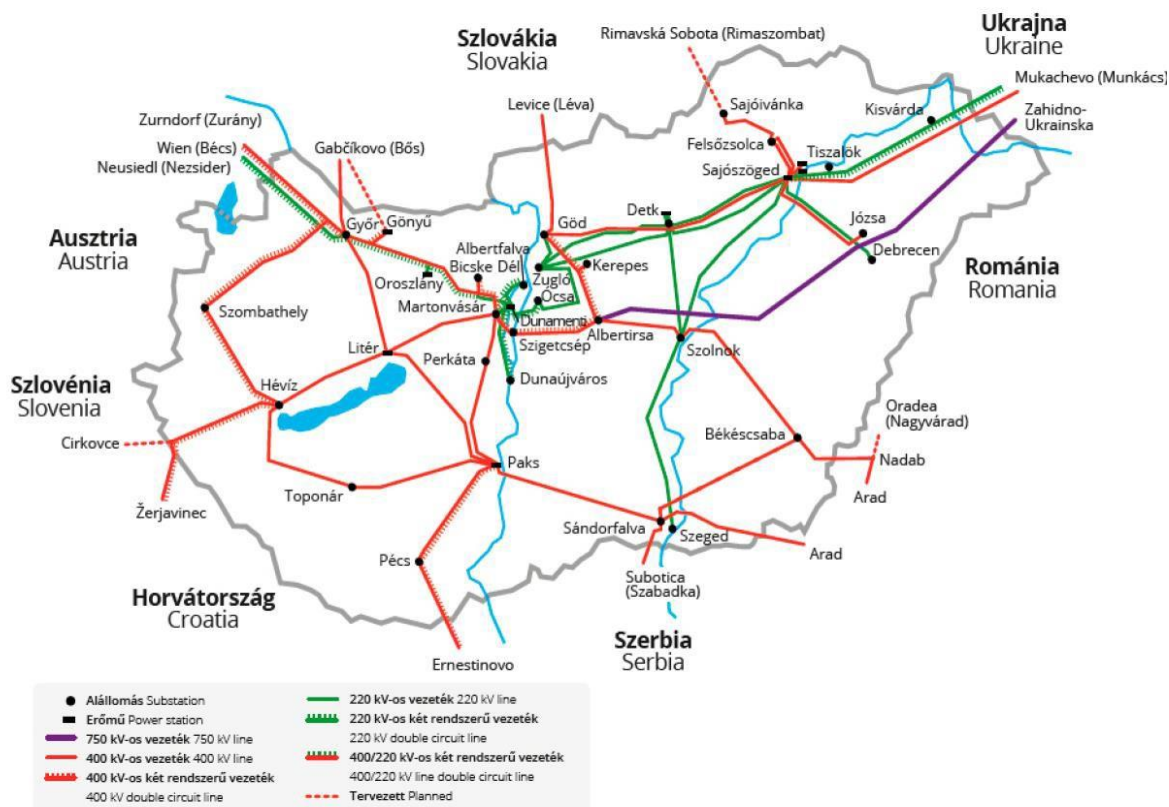 Szlovákia
Slovakia
Rimavská Sobota (Rimaszombat)
Ukrajna
Ukraine
Mukachevo (Munkács)
Zahidno-
Ukrainska
Levice (Léva)
Sajóivánka
Kisvárda
Zurndorf (Zurány)
Wien (Bécs)
Neusiedl (Nezsider)
Gabčíkovo (Bős)
Felsőzsolca
Tiszalök
Sajószöged
Detk
Józsa
Debrecen
Göd
Gönyű
Győr
Albertfalva
Bicske Dél
Kerepes
Zugló
Ócsa
Oroszlány
Ausztria
Austria
Románia
Romania
Martonvásár
Dunamenti
Szombathely
Szigetcsép
Albertirsa
Szolnok
Litér
Perkáta
Dunaújváros
Szlovénia
Slovenia
Hévíz
Oradea
(Nagyvárad)
Békéscsaba
Cirkovce
Nadab
Paks
Arad
Toponár
Žerjavinec
Sándorfalva
Szeged
Arad
Pécs
Subotica
(Szabadka)
Horvátország
Croatia
Szerbia
Serbia
Ernestinovo
Alállomás Substation
Erőmű Power station
750 kV-os vezeték 750 kV line
400 kV-os vezeték 400 kV line
400 kV-os két rendszerű vezeték
400 kV double circuit line
220 kV-os vezeték 220 kV line
220 kV-os két rendszerű vezeték
220 kV double circuit line
400/220 kV-os két rendszerű vezeték
400/220 kV line double circuit line
Tervezett Planned